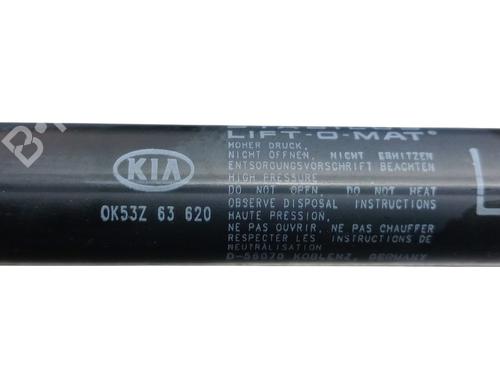 LIFT-O-MAT®
HOHER DRUCK,
NICHT ÖFFNEN, NICHT ERHITZEN
ENTSORGUNGSVORSCHRIFT BEACHTEN
HIGH PRESSURE
DO NOT OPEN, DO NOT HEAT
OBSERVE DISPOSAL INSTRUCTIONS
HAUTE PRESSION,
NE PAS OUVRIR, NE PAS CHAUFFER
RESPECTER LES INSTRUCTIONS DE
NEUTRALISATION
D-56070 KOBLENZ, GERMANY
KIA
0K53Z 63 620